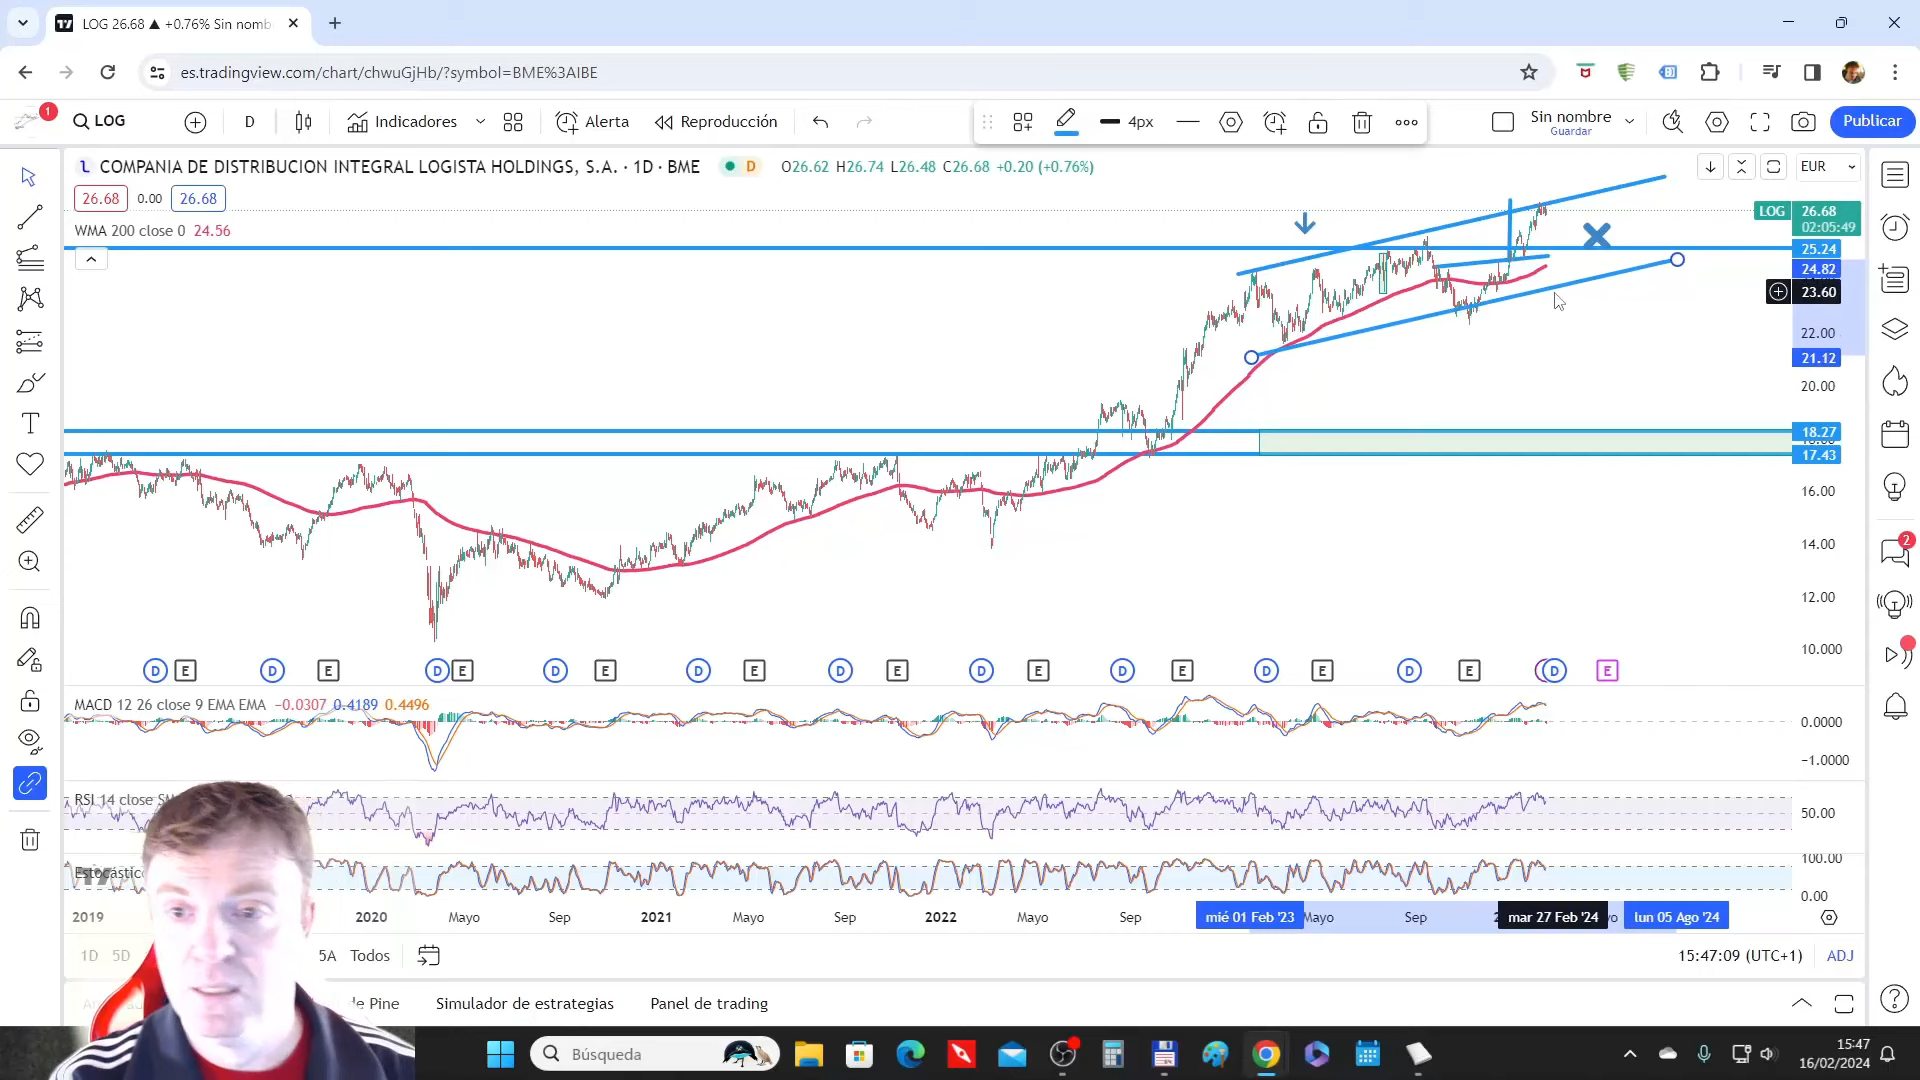 LOG 26.68 ▲ +0.76% Sin nomb
es.tradingview.com/chart/chwuGjHb/?symbol=BME%3AIBE
1
LOG
D
Indicadores
Alerta
Reproducción
4px
Sin nombre
Guardar
Publicar
COMPANIA DE DISTRIBUCION INTEGRAL LOGISTA HOLDINGS, S.A. · 1D · BME
D
O26.62 H26.74 L26.48 C26.68 +0.20 (+0.76%)
EUR
26.68
0.00
26.68
WMA 200 close 0 24.56
LOG
26.68
02:05:49
25.24
24.82
23.60
22.00
21.12
20.00
18.27
17.43
16.00
14.00
12.00
10.000
D E D E D E D E D E D E D E D E D E D E D E
MACD 12 26 close 9 EMA EMA −0.0307 0.4189 0.4496
0.0000
−1.0000
RSI 14 close
50.00
Estocástico
100.00
0.00
2019
2020
Mayo
Sep
2021
Mayo
Sep
2022
Mayo
Sep
mié 01 Feb '23
Mayo
Sep
mar 27 Feb '24
lun 05 Ago '24
1D
5D
5A
Todos
15:47:09 (UTC+1)
ADJ
de Pine
Simulador de estrategias
Panel de trading
2
Búsqueda
15:47
16/02/2024